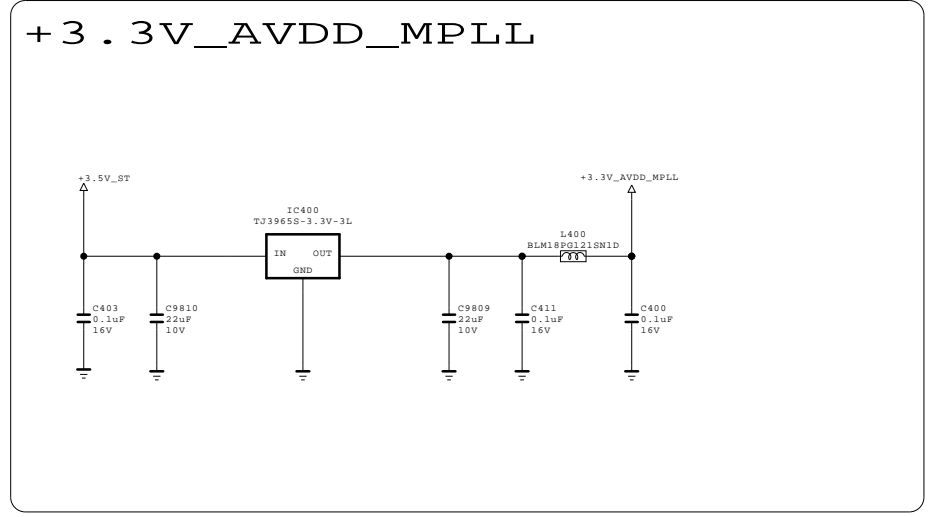 +3.3V_AVDD_MPLL
+3.5V_ST
+3.3V_AVDD_MPLL
IC400
TJ3965S-3.3V-3L
L400
BLM18PG121SN1D
IN
OUT
GND
C403
0.1uF
16V
C9810
22uF
10V
C9809
22uF
10V
C411
0.1uF
16V
C400
0.1uF
16V